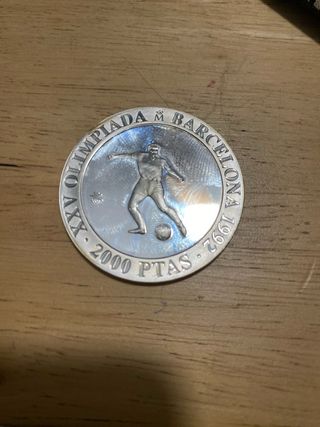 XXV OLIMPIADA M BARCELONA 1992
· 2000 PTAS ·